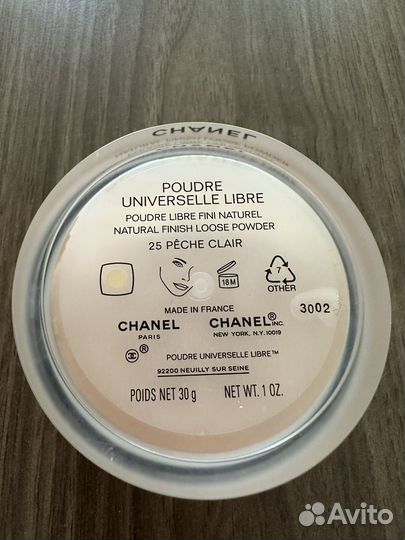 CHANEL
POUDRE
UNIVERSELLE LIBRE
POUDRE LIBRE FINI NATUREL
NATURAL FINISH LOOSE POWDER
25 PÊCHE CLAIR
18 M
7
OTHER
3002
MADE IN FRANCE
CHANEL
PARIS
CHANEL® INC.
NEW YORK, N.Y. 10019
®
POUDRE UNIVERSELLE LIBRE™
92200 NEUILLY SUR SEINE
POIDS NET 30 g NET WT. 1 OZ.
Avito